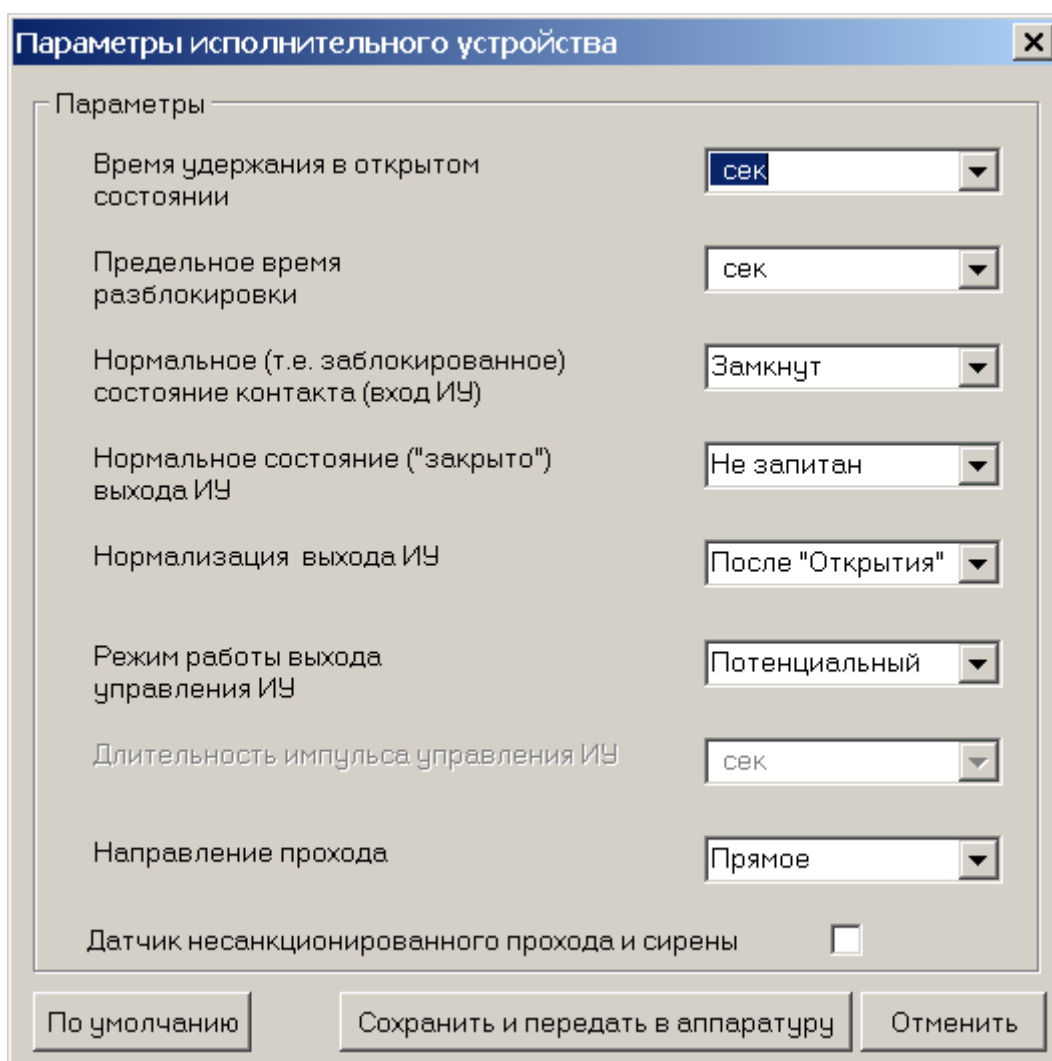 Параметры исполнительного устройства
Параметры
Время удержания в открытом
состоянии
сек
Предельное время
разблокировки
сек
Нормальное (т.е. заблокированное)
состояние контакта (вход ИУ)
Замкнут
Нормальное состояние ("закрыто")
выхода ИУ
Не запитан
Нормализация выхода ИУ
После "Открытия"
Режим работы выхода
управления ИУ
Потенциальный
Длительность импульса управления ИУ
сек
Направление прохода
Прямое
Датчик несанкционированного прохода и сирены
По умолчанию
Сохранить и передать в аппаратуру
Отменить